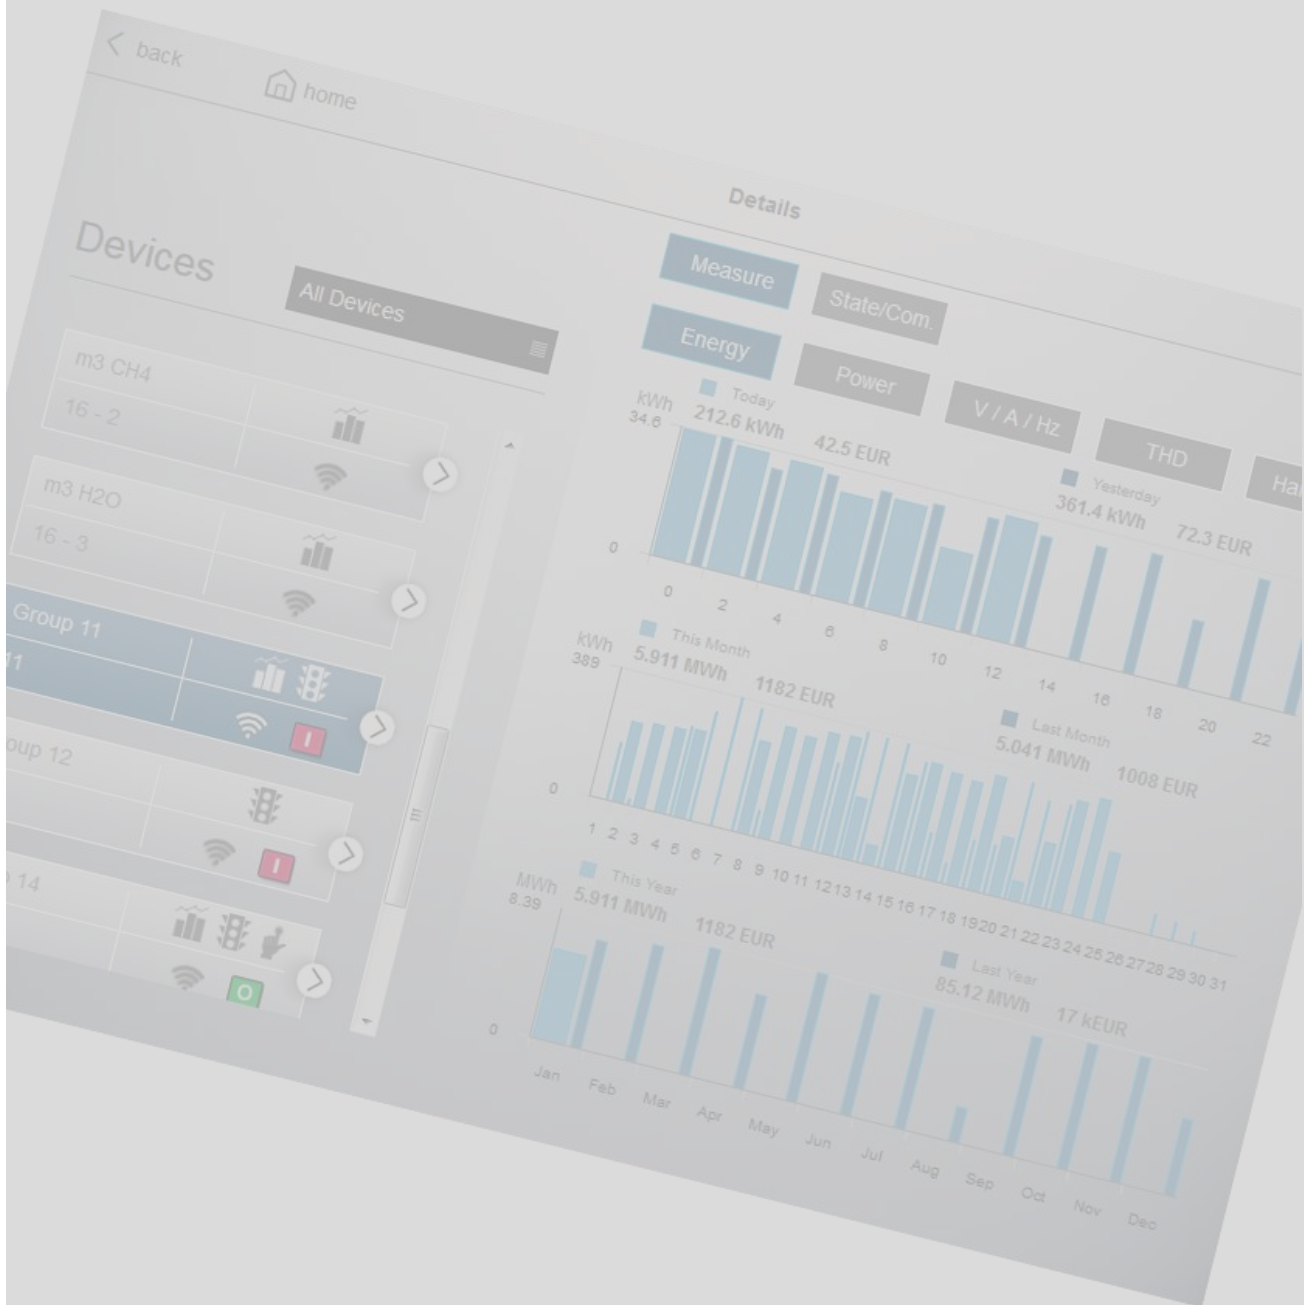 back
home
Details
Devices
All Devices
Measure
State/Com.
Energy
Power
V / A / Hz
THD
m3 CH4
16 - 2
m3 H2O
16 - 3
Group 11
11
oup 12
14
kWh
34.6
Today
212.6 kWh 42.5 EUR
Yesterday
361.4 kWh 72.3 EUR
0
0 2 4 6 8 10 12 14 16 18 20 22
kWh
389
This Month
5.911 MWh 1182 EUR
Last Month
5.041 MWh 1008 EUR
0
1 2 3 4 5 6 7 8 9 10 11 12 13 14 15 16 17 18 19 20 21 22 23 24 25 26 27 28 29 30 31
MWh
8.39
This Year
5.911 MWh 1182 EUR
Last Year
85.12 MWh 17 kEUR
0
Jan Feb Mar Apr May Jun Jul Aug Sep Oct Nov Dec